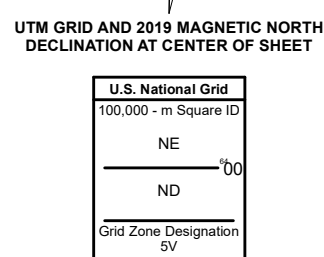 UTM GRID AND 2019 MAGNETIC NORTH
DECLINATION AT CENTER OF SHEET
U.S. National Grid
100,000 - m Square ID
NE
6400
ND
Grid Zone Designation
5V